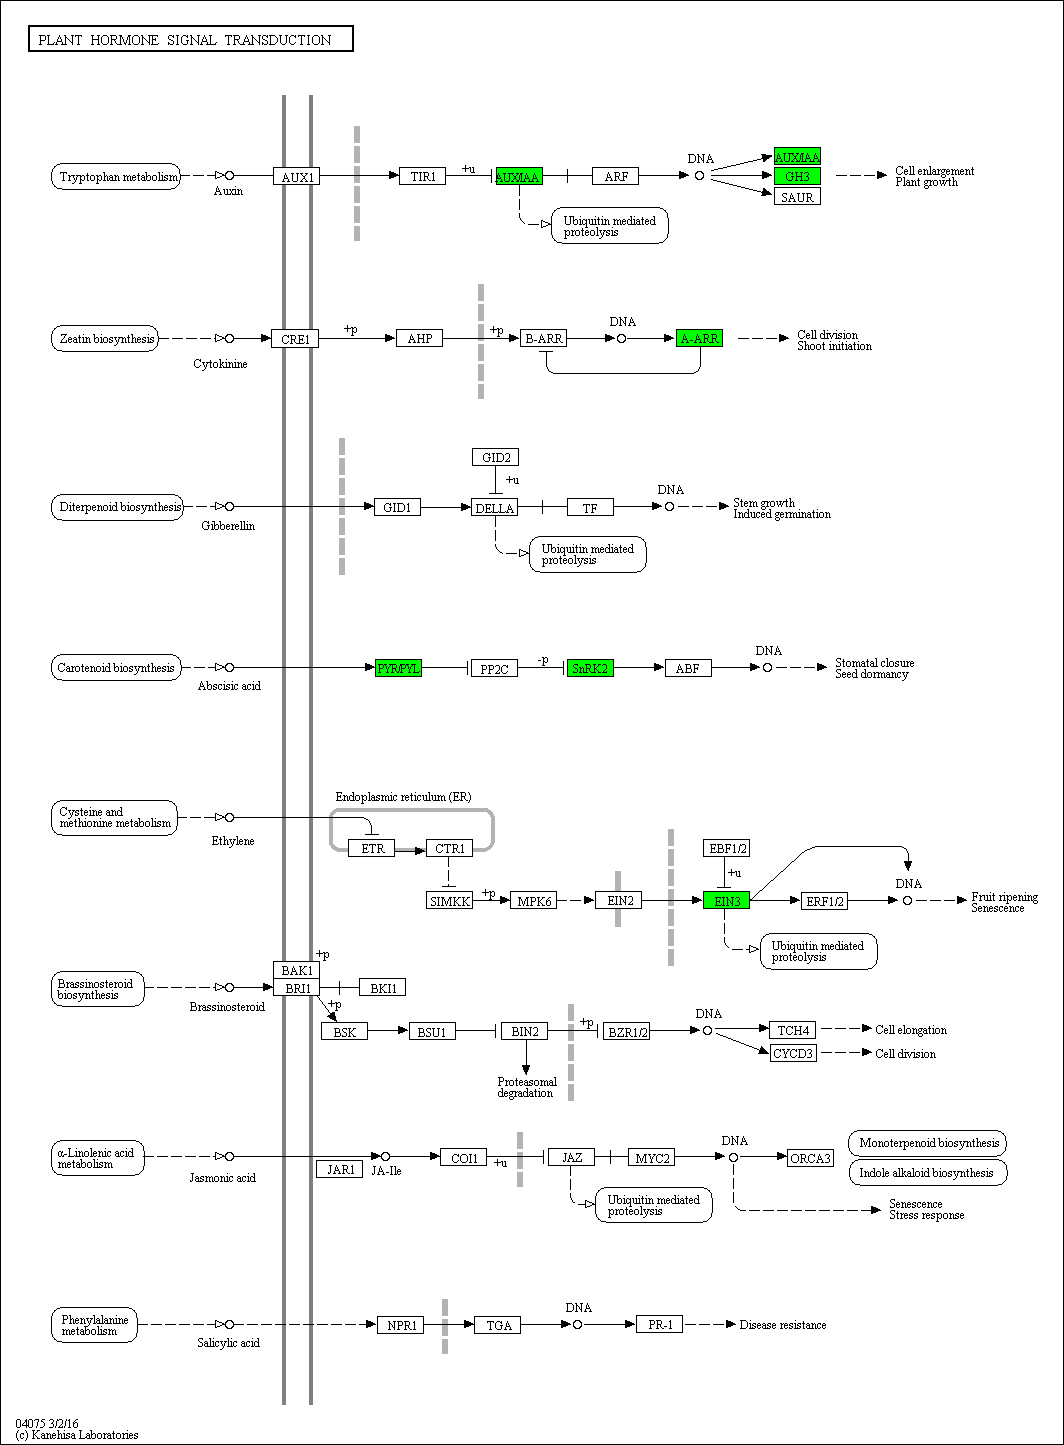 PLANT HORMONE SIGNAL TRANSDUCTION
Tryptophan metabolism
Auxin
AUX1
TIR1
+u
AUX/IAA
ARF
DNA
AUX/IAA
GH3
SAUR
Cell enlargement
Plant growth
Ubiquitin mediated
proteolysis
Zeatin biosynthesis
Cytokinine
CRE1
+p
AHP
+p
B-ARR
DNA
A-ARR
Cell division
Shoot initiation
GID2
+u
Diterpenoid biosynthesis
Gibberellin
GID1
DELLA
TF
DNA
Stem growth
Induced germination
Ubiquitin mediated
proteolysis
Carotenoid biosynthesis
Abscisic acid
PYR/PYL
PP2C
-p
SnRK2
ABF
DNA
Stomatal closure
Seed dormancy
Endoplasmic reticulum (ER)
Cysteine and
methionine metabolism
Ethylene
ETR
CTR1
EBF1/2
+u
SIMKK
+p
MPK6
EIN2
EIN3
ERF1/2
DNA
Fruit ripening
Senescence
Ubiquitin mediated
proteolysis
Brassinosteroid
biosynthesis
Brassinosteroid
BAK1
+p
BRI1
BKI1
+p
BSK
BSU1
BIN2
+p
BZR1/2
DNA
TCH4
Cell elongation
CYCD3
Cell division
Proteasomal
degradation
α-Linolenic acid
metabolism
Jasmonic acid
JAR1
JA-Ile
COI1
+u
JAZ
MYC2
DNA
ORCA3
Monoterpenoid biosynthesis
Indole alkaloid biosynthesis
Ubiquitin mediated
proteolysis
Senescence
Stress response
Phenylalanine
metabolism
Salicylic acid
NPR1
TGA
DNA
PR-1
Disease resistance
04075 3/2/16
(c) Kanehisa Laboratories